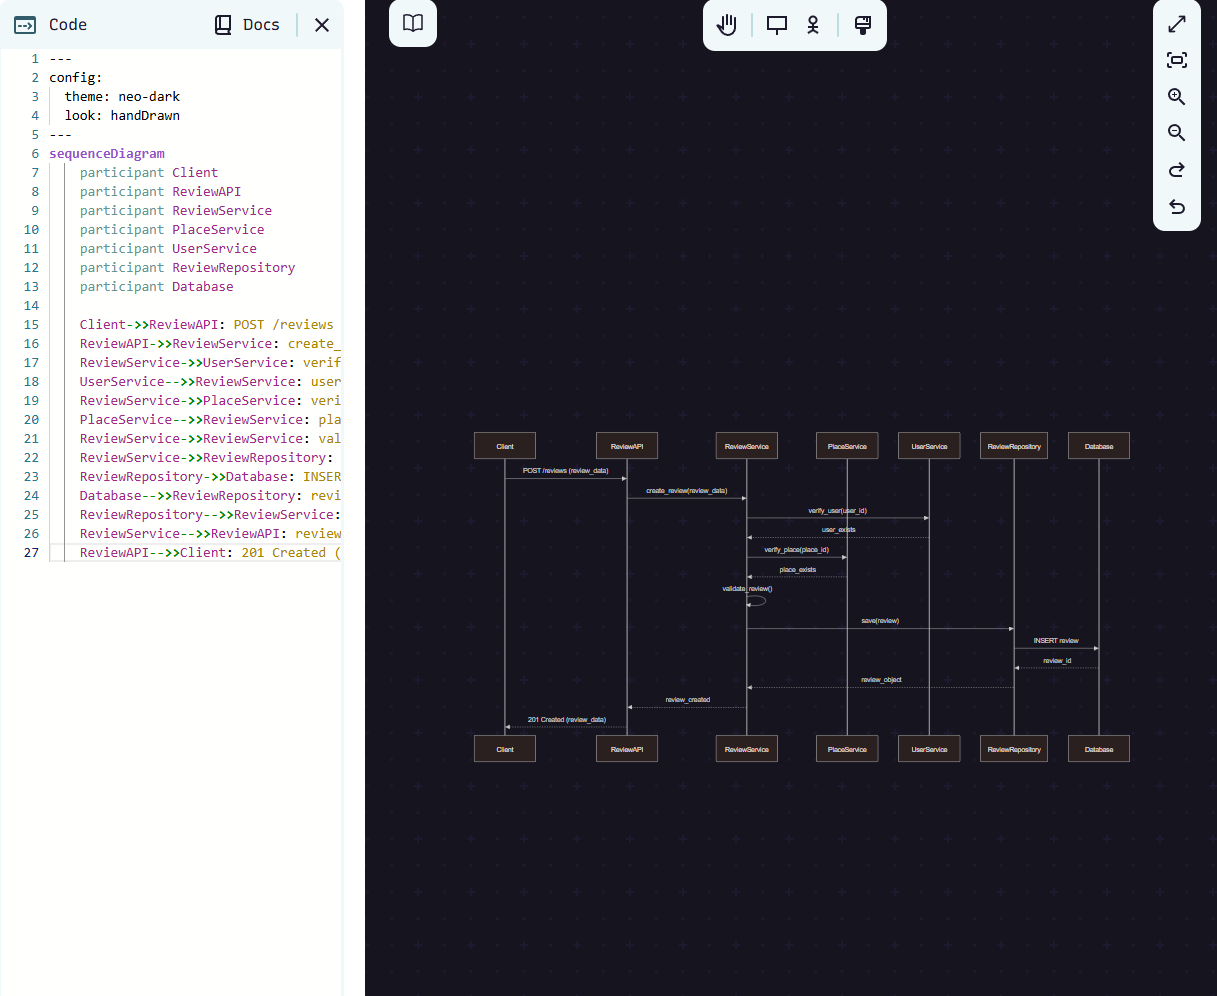 Code
Docs
1 ---
2 config:
3 theme: neo-dark
4 look: handDrawn
5 ---
6 sequenceDiagram
7 participant Client
8 participant ReviewAPI
9 participant ReviewService
10 participant PlaceService
11 participant UserService
12 participant ReviewRepository
13 participant Database
14
15 Client->>ReviewAPI: POST /reviews
16 ReviewAPI->>ReviewService: create_
17 ReviewService->>UserService: verif
18 UserService-->>ReviewService: user
19 ReviewService->>PlaceService: veri
20 PlaceService-->>ReviewService: pla
21 ReviewService->>ReviewService: val
22 ReviewService->>ReviewRepository:
23 ReviewRepository->>Database: INSER
24 Database-->>ReviewRepository: revi
25 ReviewRepository-->>ReviewService:
26 ReviewService-->>ReviewAPI: review
27 ReviewAPI-->>Client: 201 Created (
Client ReviewAPI ReviewService PlaceService UserService ReviewRepository Database
POST /reviews (review_data)
create_review(review_data)
verify_user(user_id)
user_exists
verify_place(place_id)
place_exists
validate_review()
save(review)
INSERT review
review_id
review_object
review_created
201 Created (review_data)
Client ReviewAPI ReviewService PlaceService UserService ReviewRepository Database